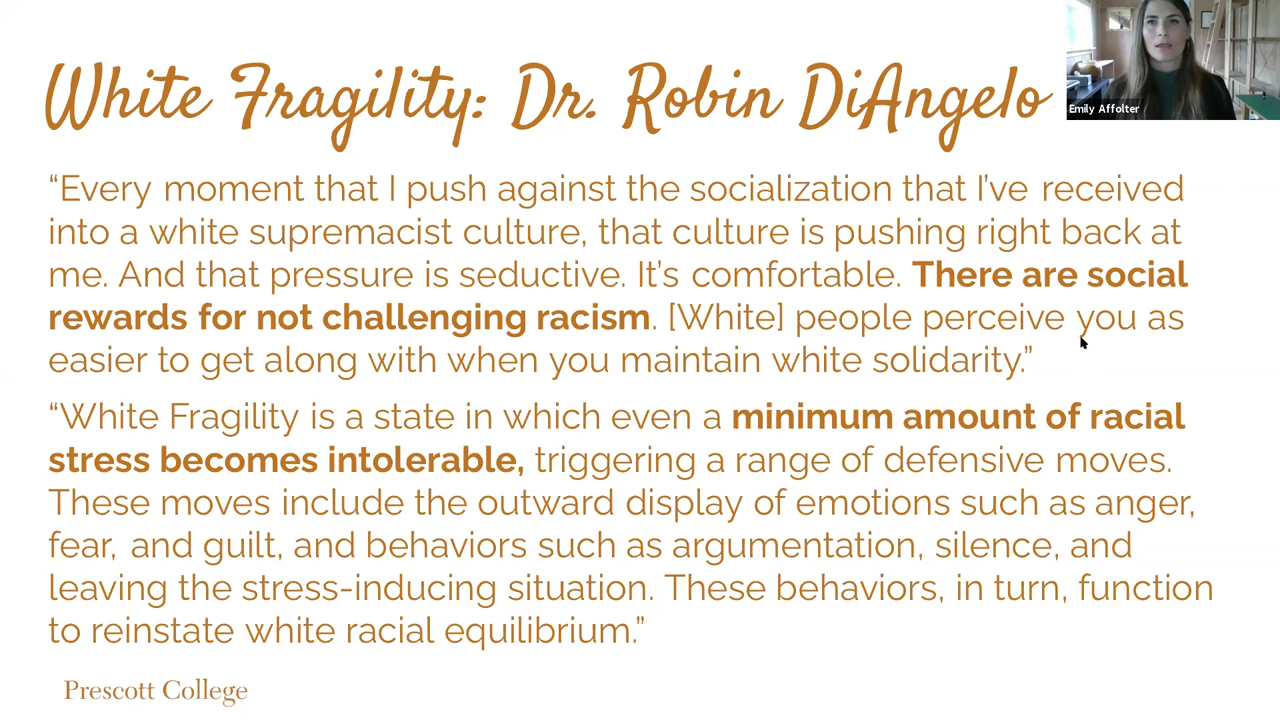 White Fragility: Dr. Robin DiAngelo
Emily Affolter
“Every moment that I push against the socialization that I’ve received
into a white supremacist culture, that culture is pushing right back at
me. And that pressure is seductive. It’s comfortable. There are social
rewards for not challenging racism. [White] people perceive you as
easier to get along with when you maintain white solidarity.”
“White Fragility is a state in which even a minimum amount of racial
stress becomes intolerable, triggering a range of defensive moves.
These moves include the outward display of emotions such as anger,
fear, and guilt, and behaviors such as argumentation, silence, and
leaving the stress-inducing situation. These behaviors, in turn, function
to reinstate white racial equilibrium.”
Prescott College